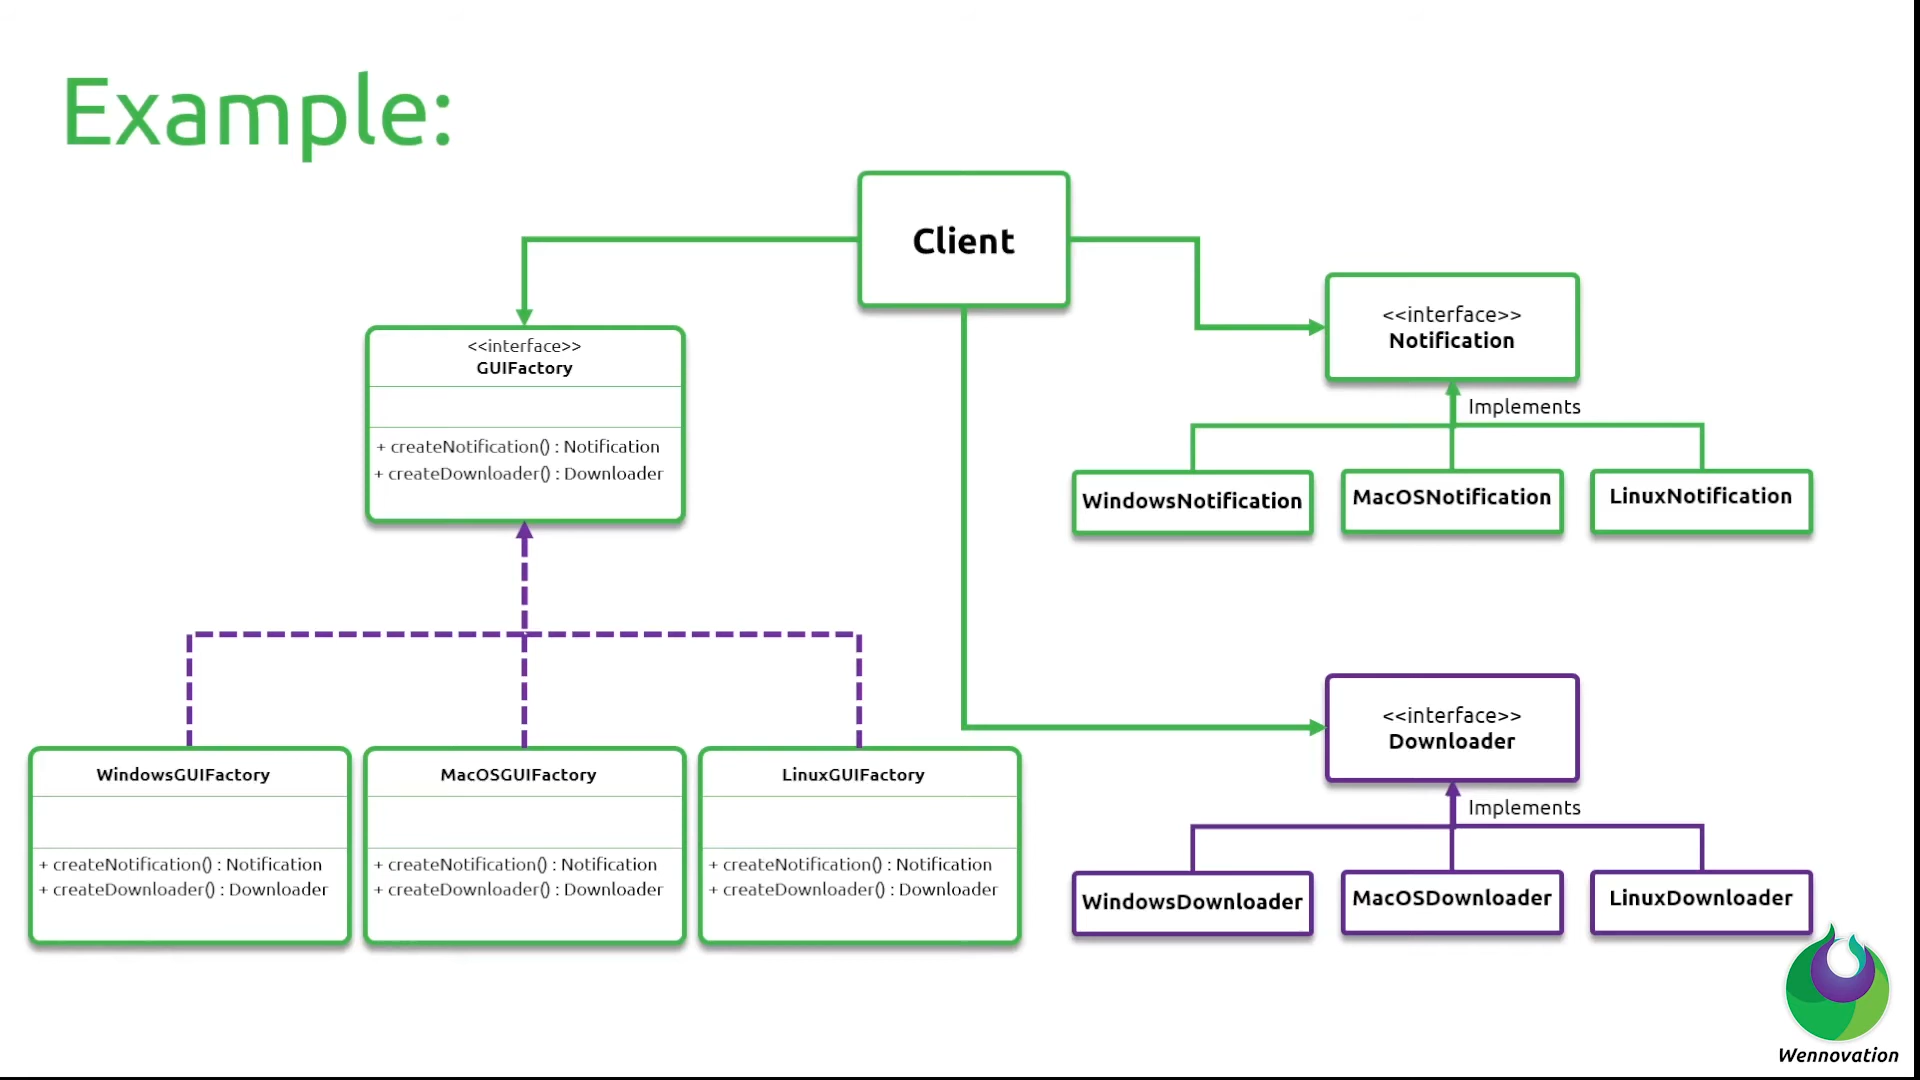 Example:
Client
<<interface>>
GUIFactory
+ createNotification() : Notification
+ createDownloader() : Downloader
<<interface>>
Notification
Implements
WindowsNotification
MacOSNotification
LinuxNotification
WindowsGUIFactory
+ createNotification() : Notification
+ createDownloader() : Downloader
MacOSGUIFactory
+ createNotification() : Notification
+ createDownloader() : Downloader
LinuxGUIFactory
+ createNotification() : Notification
+ createDownloader() : Downloader
<<interface>>
Downloader
Implements
WindowsDownloader
MacOSDownloader
LinuxDownloader
Wennovation